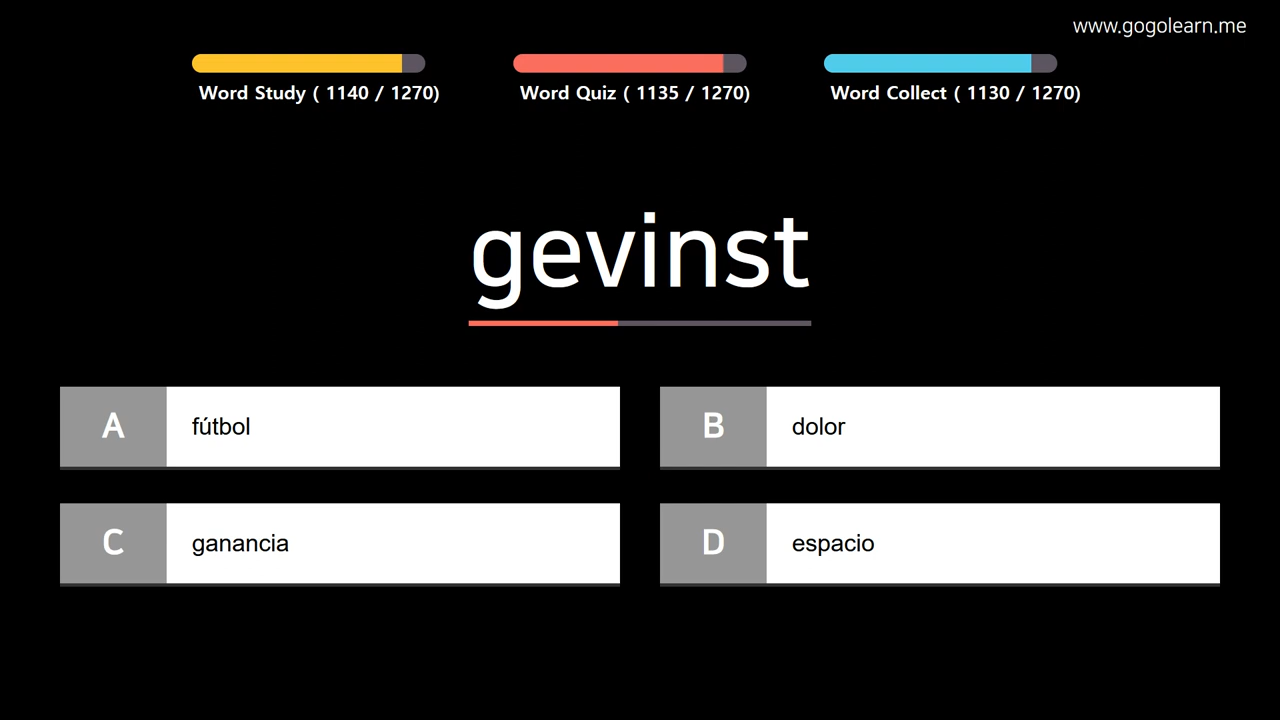 www.gogolearn.me
Word Study ( 1140 / 1270)
Word Quiz ( 1135 / 1270)
Word Collect ( 1130 / 1270)
gevinst
A fútbol
B dolor
C ganancia
D espacio